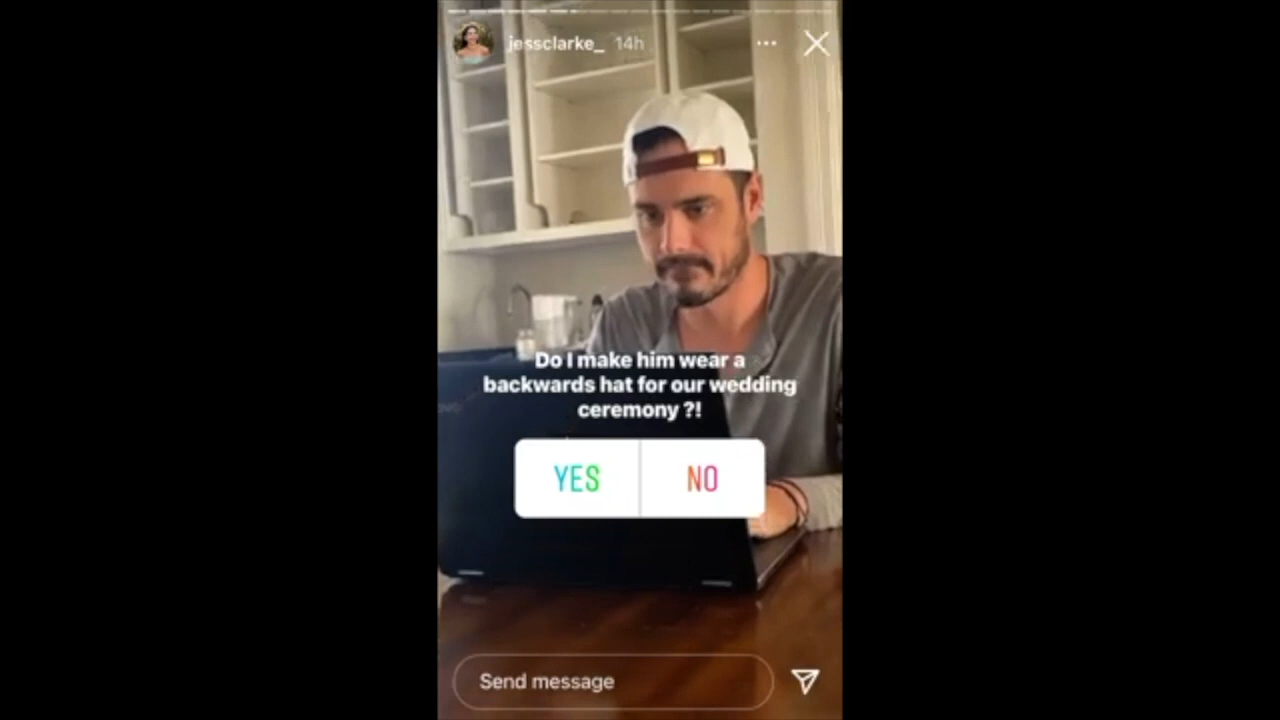 jessclarke_ 14h
Do I make him wear a
backwards hat for our wedding
ceremony ?!
YES NO
Send message